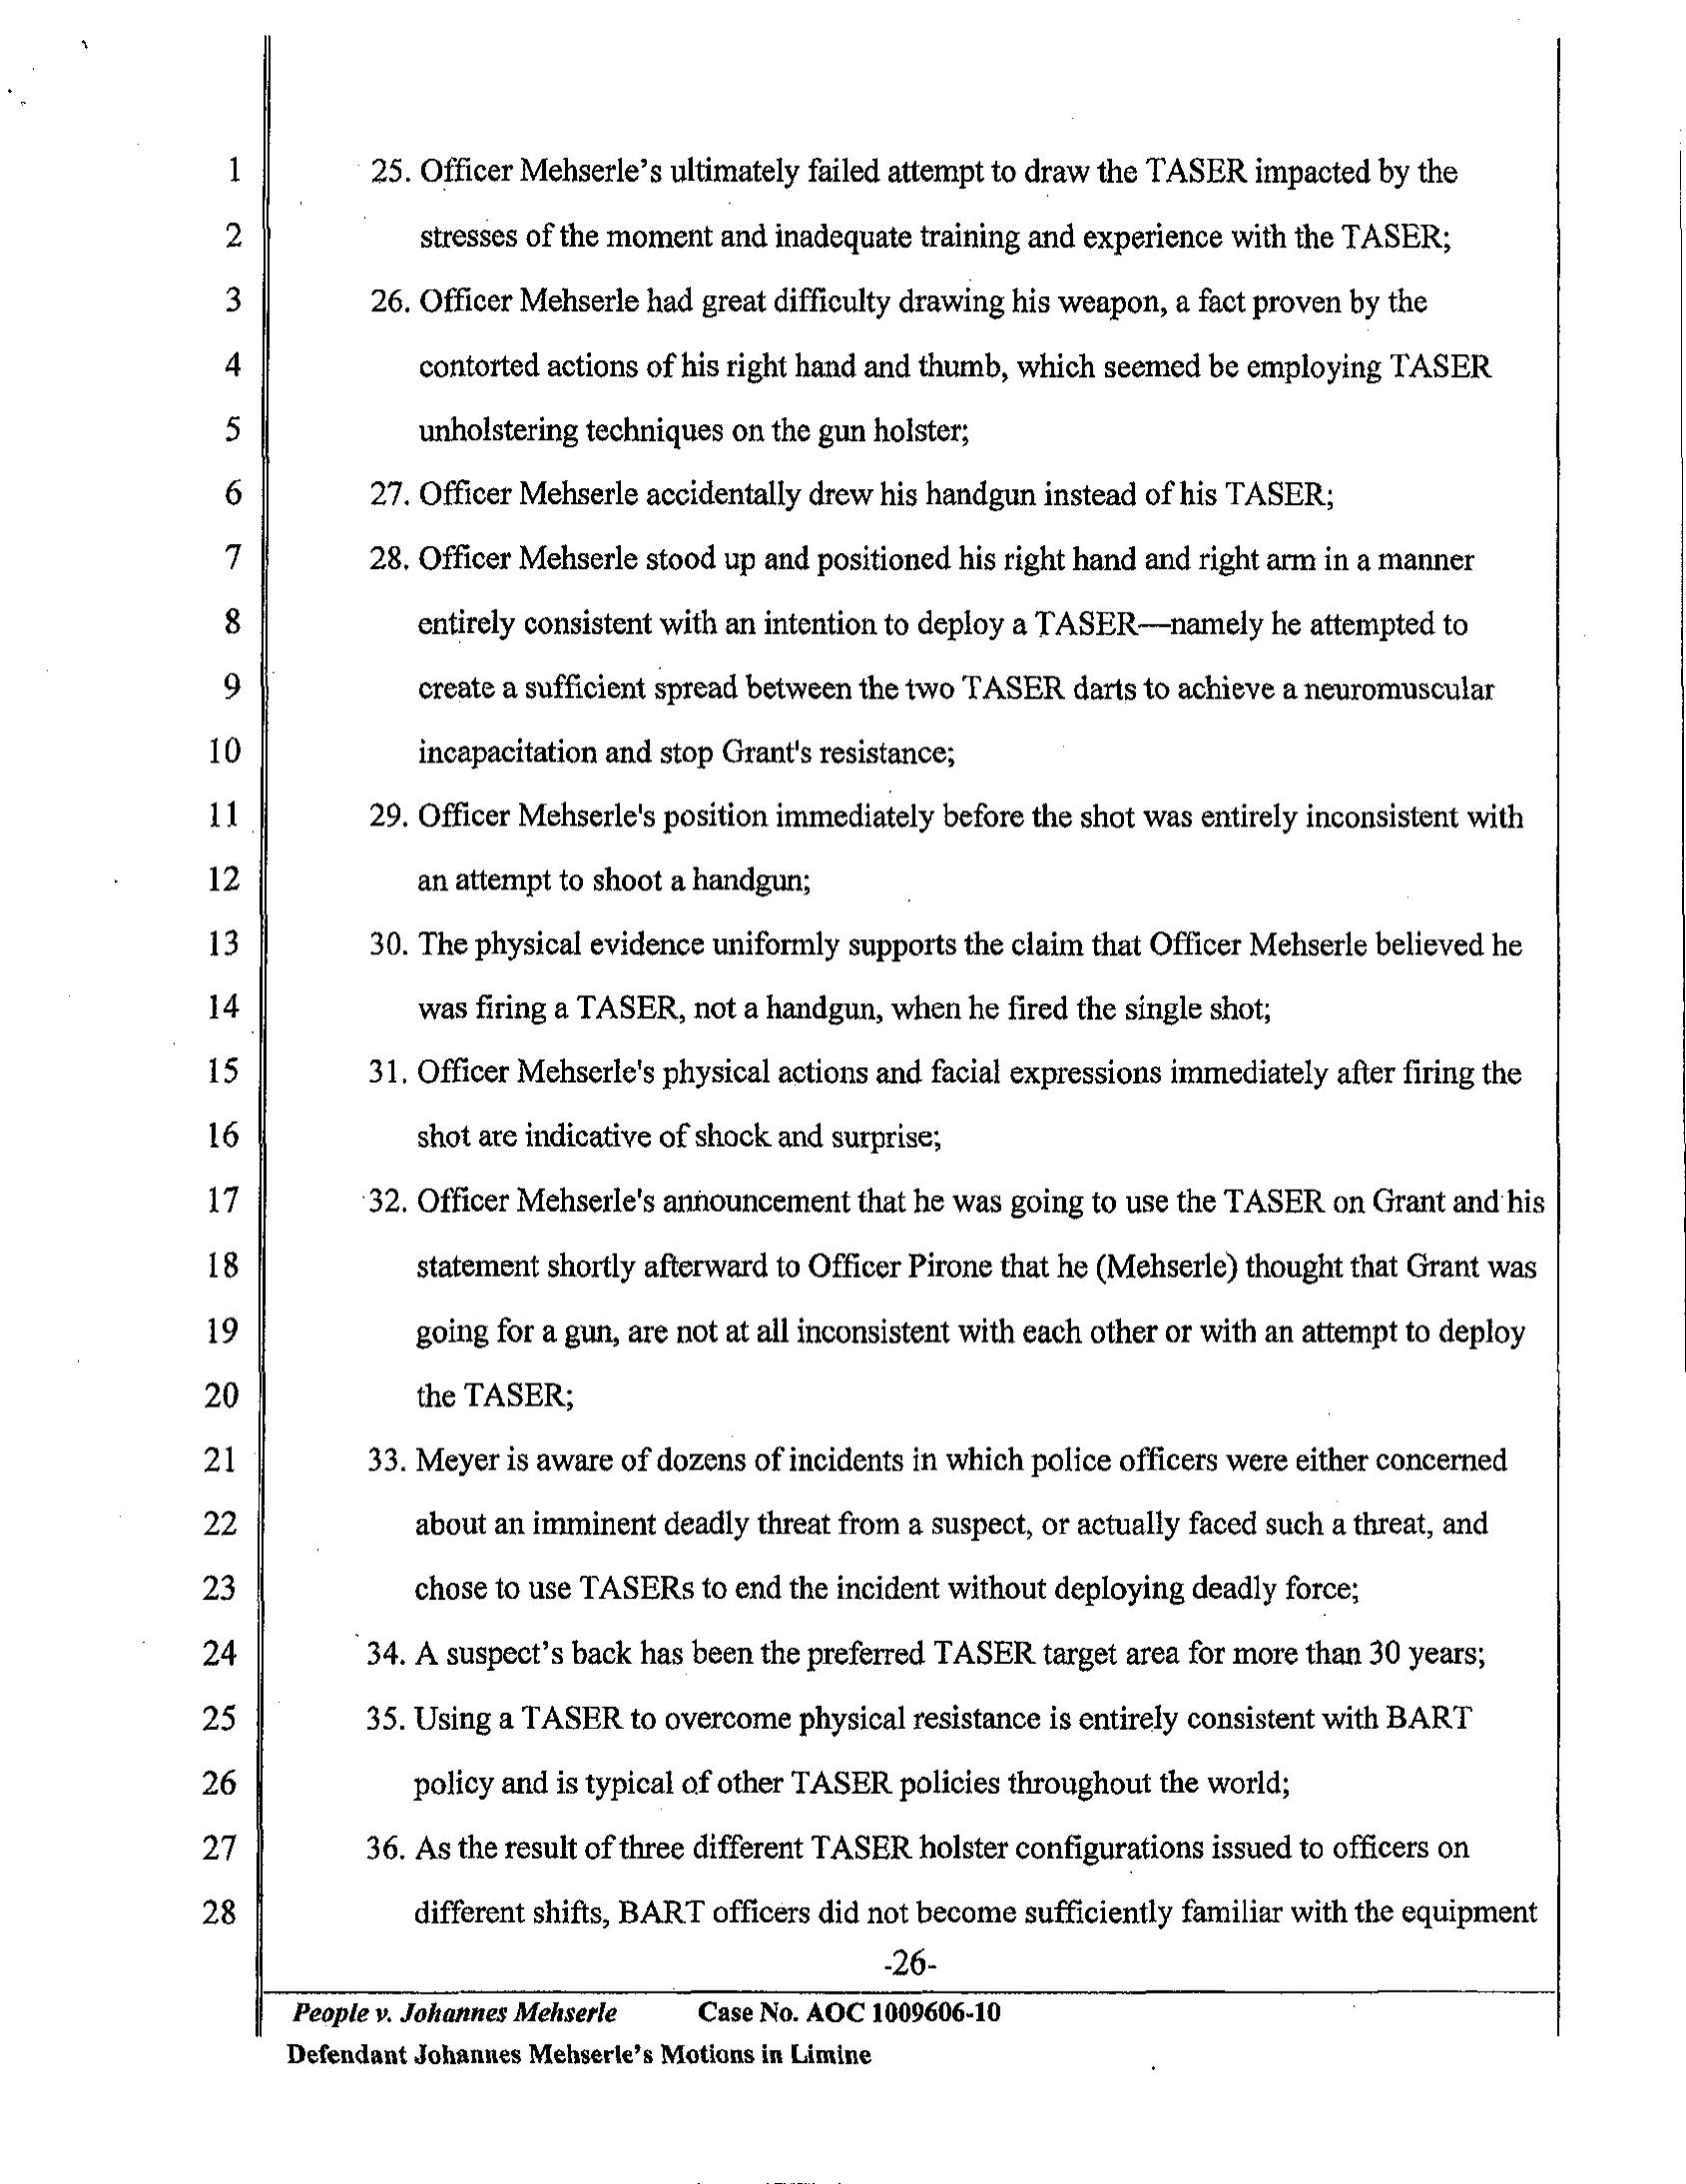 1 25. Officer Mehserle’s ultimately failed attempt to draw the TASER impacted by the
2 stresses of the moment and inadequate training and experience with the TASER;
3 26. Officer Mehserle had great difficulty drawing his weapon, a fact proven by the
4 contorted actions of his right hand and thumb, which seemed be employing TASER
5 unholstering techniques on the gun holster;
6 27. Officer Mehserle accidentally drew his handgun instead of his TASER;
7 28. Officer Mehserle stood up and positioned his right hand and right arm in a manner
8 entirely consistent with an intention to deploy a TASER—namely he attempted to
9 create a sufficient spread between the two TASER darts to achieve a neuromuscular
10 incapacitation and stop Grant's resistance;
11 29. Officer Mehserle's position immediately before the shot was entirely inconsistent with
12 an attempt to shoot a handgun;
13 30. The physical evidence uniformly supports the claim that Officer Mehserle believed he
14 was firing a TASER, not a handgun, when he fired the single shot;
15 31. Officer Mehserle's physical actions and facial expressions immediately after firing the
16 shot are indicative of shock and surprise;
17 32. Officer Mehserle's announcement that he was going to use the TASER on Grant and his
18 statement shortly afterward to Officer Pirone that he (Mehserle) thought that Grant was
19 going for a gun, are not at all inconsistent with each other or with an attempt to deploy
20 the TASER;
21 33. Meyer is aware of dozens of incidents in which police officers were either concerned
22 about an imminent deadly threat from a suspect, or actually faced such a threat, and
23 chose to use TASERs to end the incident without deploying deadly force;
24 34. A suspect’s back has been the preferred TASER target area for more than 30 years;
25 35. Using a TASER to overcome physical resistance is entirely consistent with BART
26 policy and is typical of other TASER policies throughout the world;
27 36. As the result of three different TASER holster configurations issued to officers on
28 different shifts, BART officers did not become sufficiently familiar with the equipment
-26-
People v. Johannes Mehserle Case No. AOC 1009606-10
Defendant Johannes Mehserle’s Motions in Limine